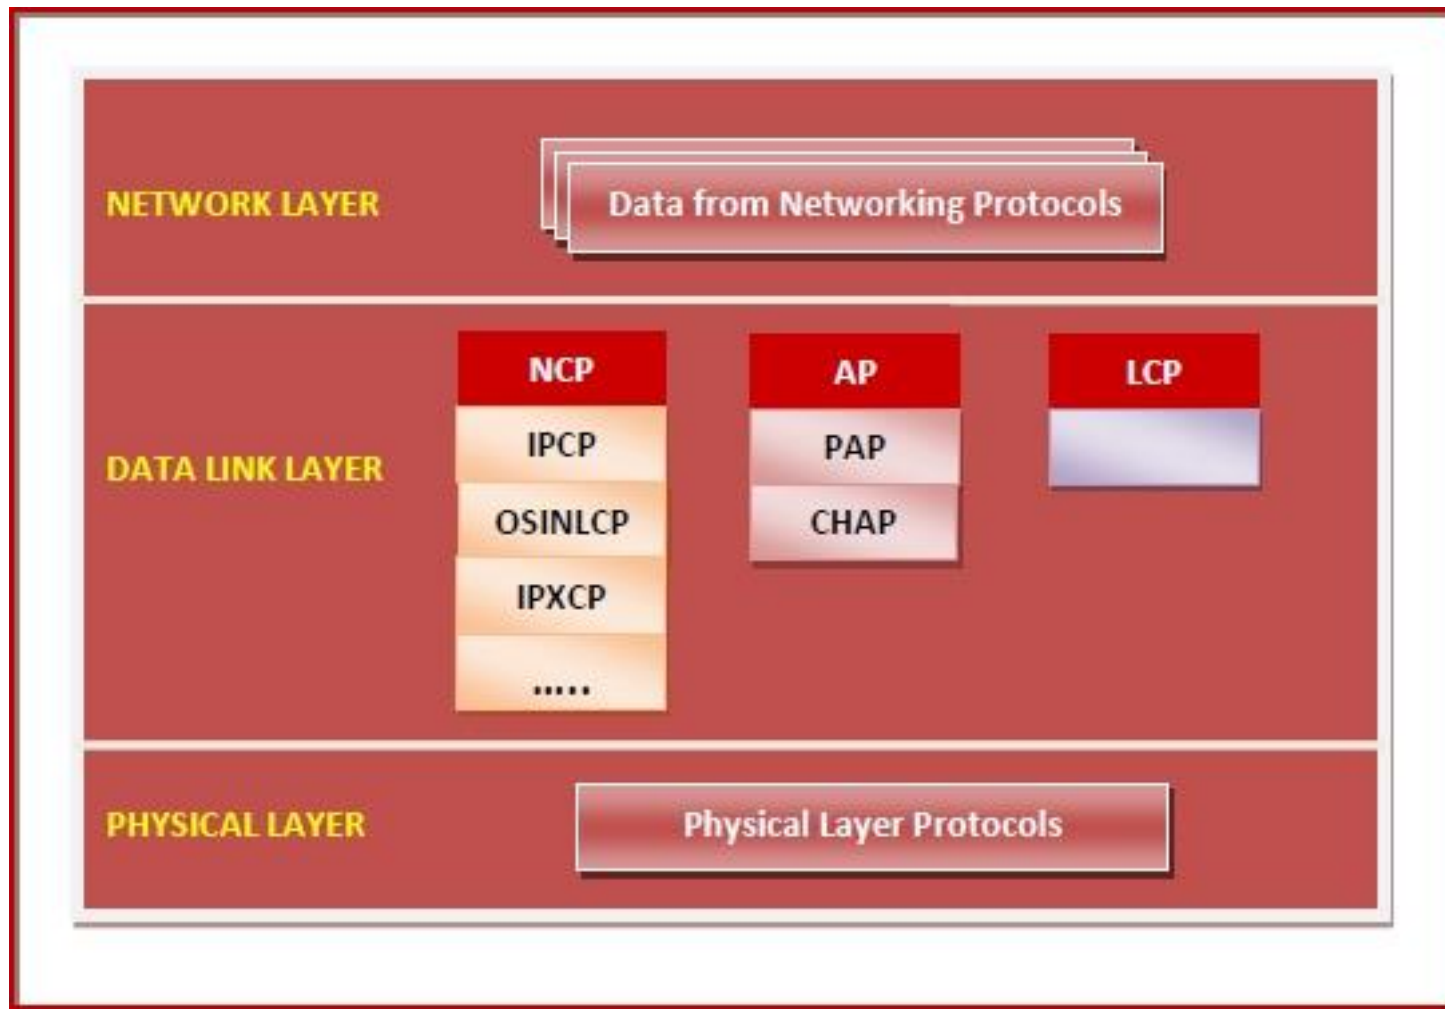 NETWORK LAYER
Data from Networking Protocols
NCP
AP
LCP
DATA LINK LAYER
IPCP
PAP
OSINLCP
CHAP
IPXCP
.....
PHYSICAL LAYER
Physical Layer Protocols